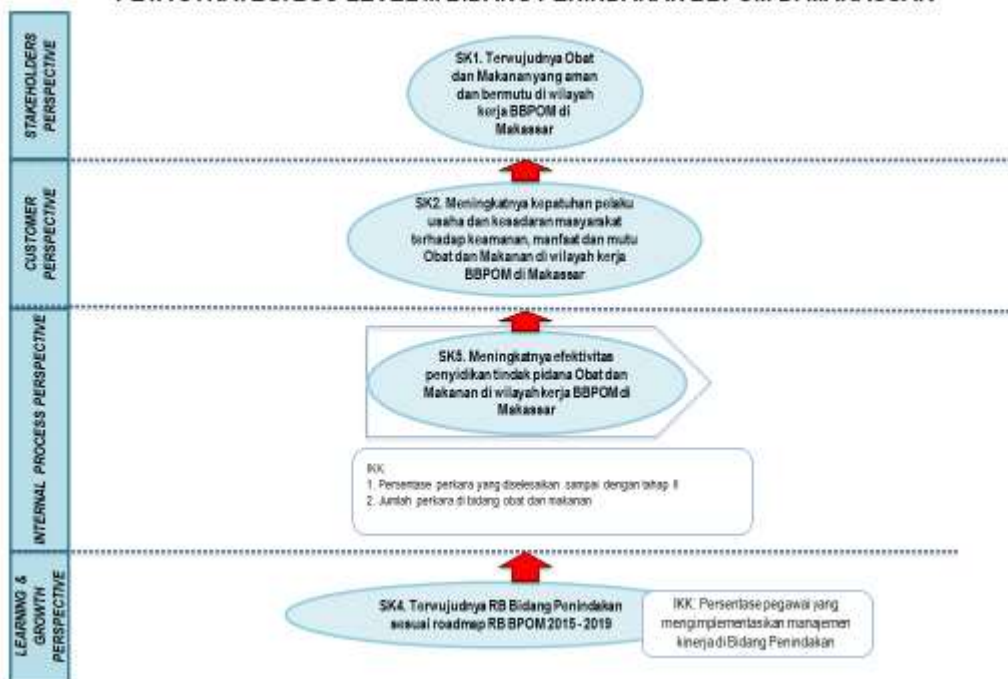 STAKEHOLDERS
PERSPECTIVE
SK1. Terwujudnya Obat
dan Makanan yang aman
dan bermutu di wilayah
kerja BBPOM di
Makassar
CUSTOMER
PERSPECTIVE
SK2. Meningkatnya kepatuhan pelaku
usaha dan kesadaran masyarakat
terhadap keamanan, manfaat dan mutu
Obat dan Makanan di wilayah kerja
BBPOM di Makassar
INTERNAL PROCESS PERSPECTIVE
SK3. Meningkatnya efektivitas
penyidikan tindak pidana Obat dan
Makanan di wilayah kerja BBPOM di
Makassar
IKK:
1. Persentase perkara yang diselesaikan sampai dengan tahap II
2. Jumlah perkara di bidang obat dan makanan
LEARNING &
GROWTH
PERSPECTIVE
SK4. Terwujudnya RB Bidang Penindakan
sesuai roadmap RB BPOM 2015 - 2019
IKK: Persentase pegawai yang
mengimplementasikan manajemen
kinerja di Bidang Penindakan